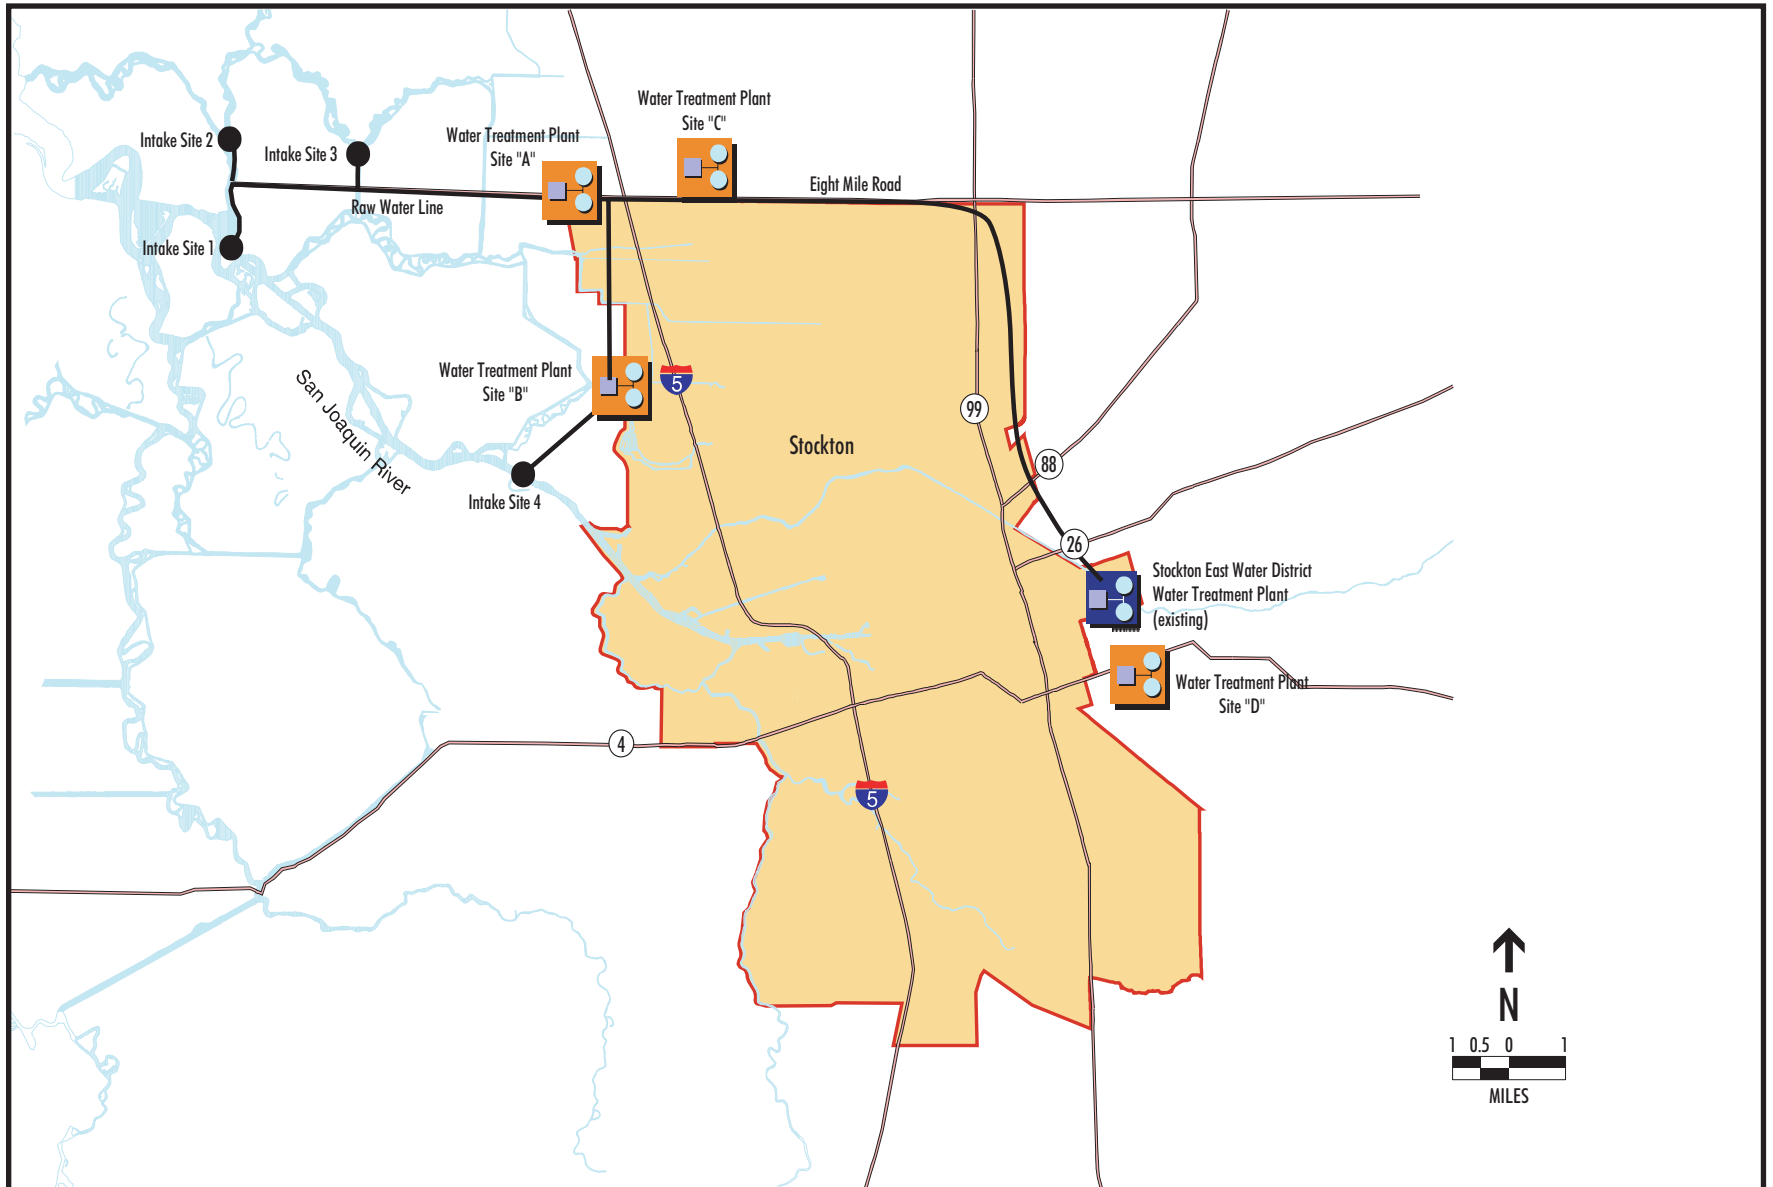 Water Treatment Plant
Site "C"
Water Treatment Plant
Site "A"
Intake Site 2
Intake Site 3
Eight Mile Road
Raw Water Line
Intake Site 1
Water Treatment Plant
Site "B"
5
San Joaquin River
99
Stockton
88
Intake Site 4
26
Stockton East Water District
Water Treatment Plant
(existing)
Water Treatment Plant
Site "D"
4
5
N
1 0.5 0 1
MILES